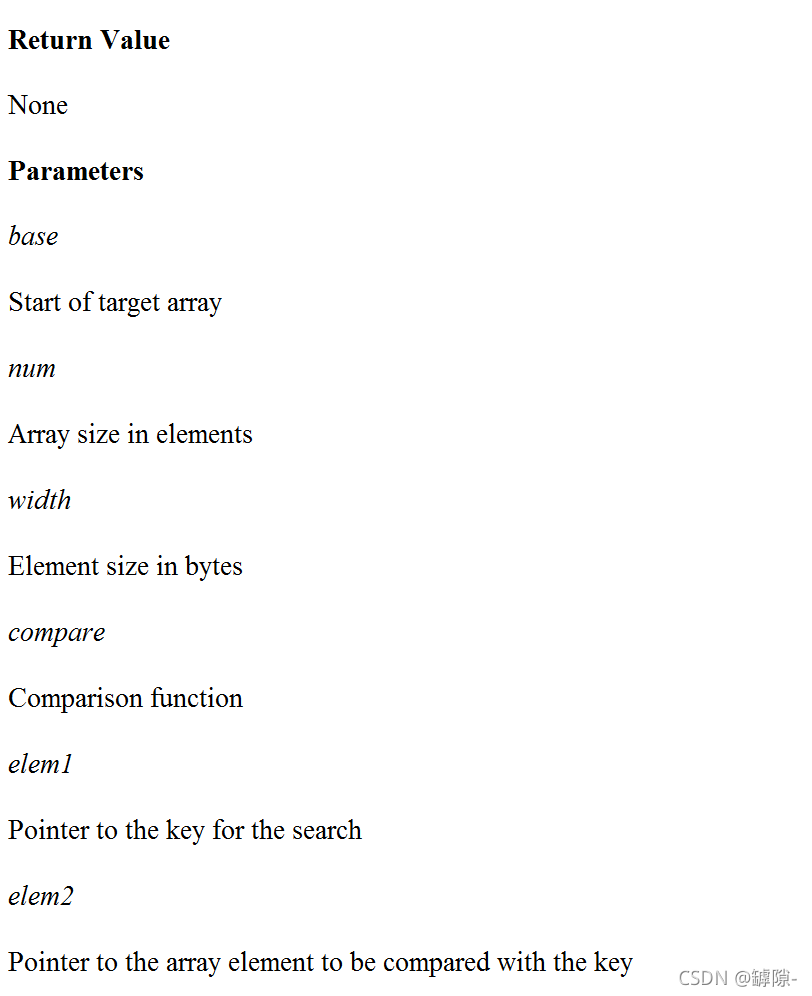 Return Value
None
Parameters
base
Start of target array
num
Array size in elements
width
Element size in bytes
compare
Comparison function
elem1
Pointer to the key for the search
elem2
Pointer to the array element to be compared with the key
CSDN @罅隙-